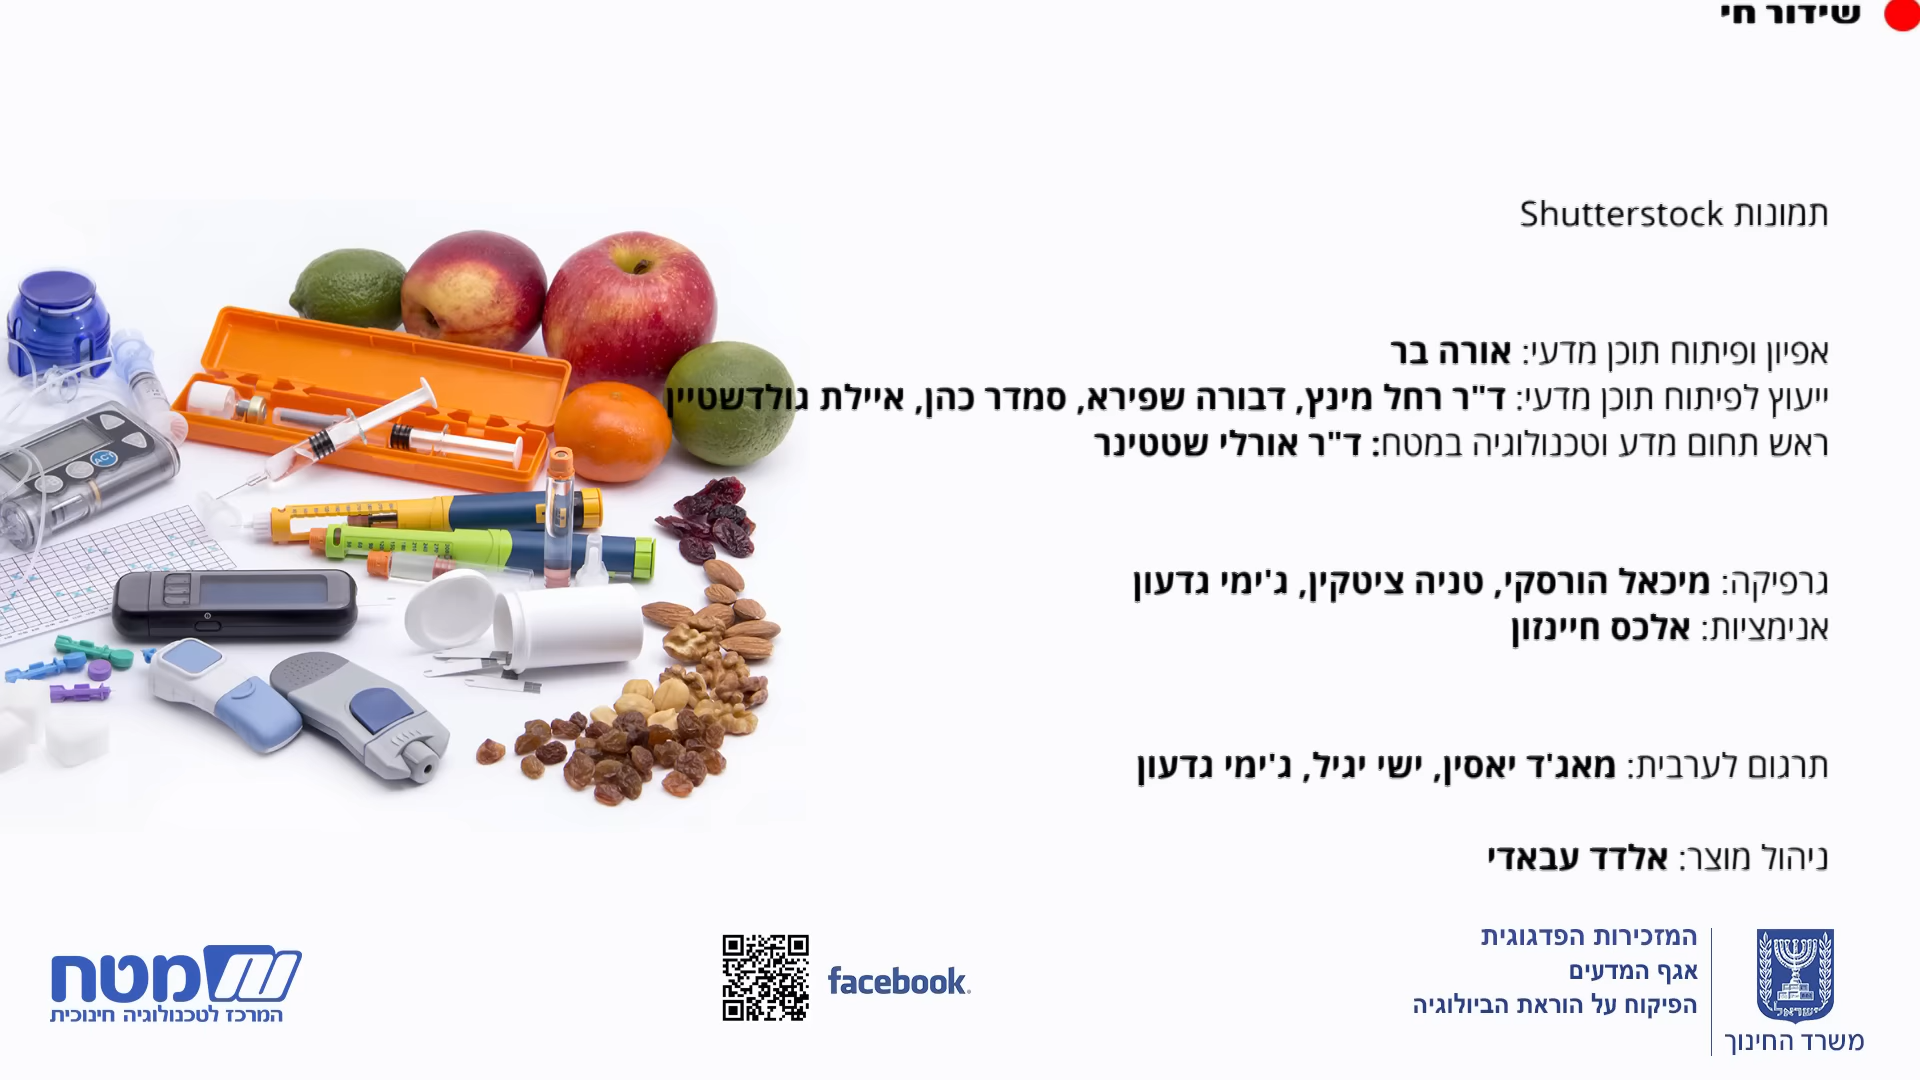 שידור חי
תמונות Shutterstock
אפיון ופיתוח תוכן מדעי: אורה בר
ייעוץ לפיתוח תוכן מדעי: ד"ר רחל מינץ, דבורה שפירא, סמדר כהן, איילת גולדשטיין
ראש תחום מדע וטכנולוגיה במטח: ד"ר אורלי שטטינר
גרפיקה: מיכאל הורסקי, טניה ציטקין, ג'ימי גדעון
אנימציות: אלכס חיינזון
תרגום לערבית: מאג'ד יאסין, ישי יגיל, ג'ימי גדעון
ניהול מוצר: אלדד עבאדי
המזכירות הפדגוגית
אגף המדעים
הפיקוח על הוראת הביולוגיה
ישראל
משרד החינוך
facebook.
מטח
המרכז לטכנולוגיה חינוכית
ACT